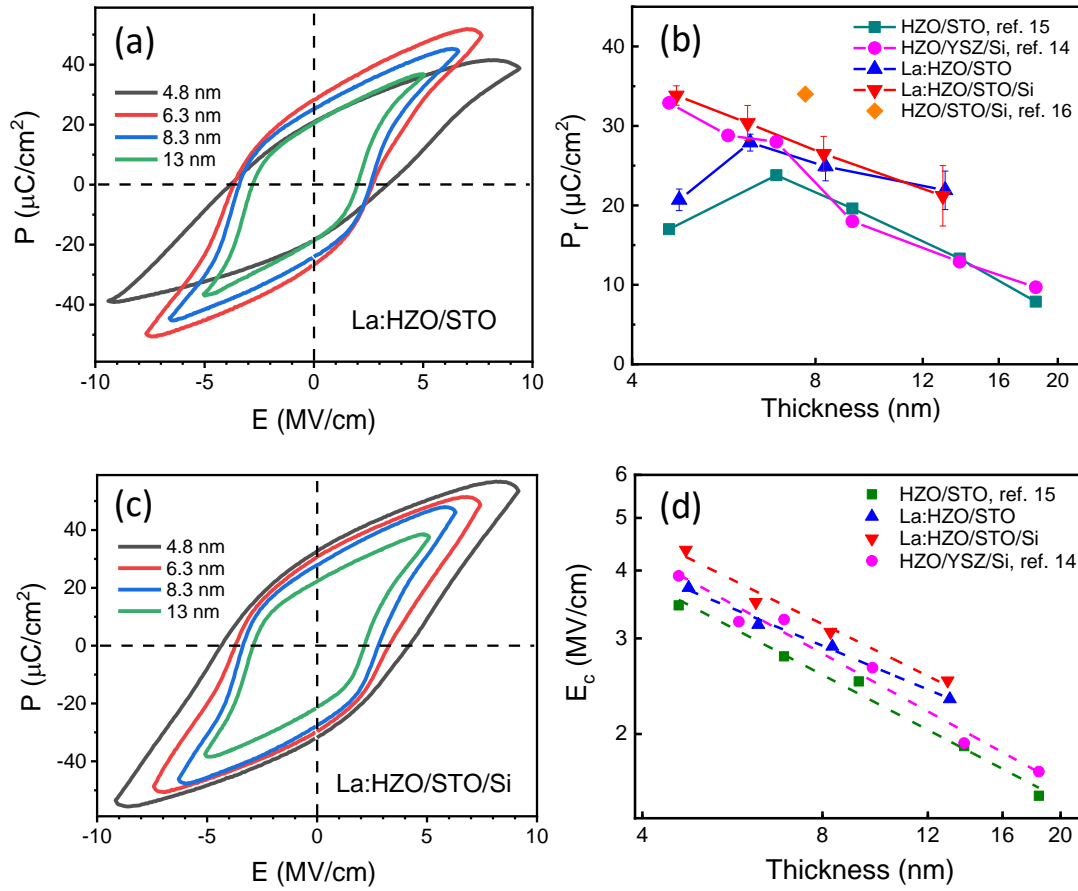 (a)
P (μC/cm²)
40
20
0
-20
-40
4.8 nm
6.3 nm
8.3 nm
13 nm
La:HZO/STO
-10
-5
0
5
10
E (MV/cm)
(b)
Pᵣ (μC/cm²)
40
30
20
10
0
HZO/STO, ref. 15
HZO/YSZ/Si, ref. 14
La:HZO/STO
La:HZO/STO/Si
HZO/STO/Si, ref. 16
4
8
12
16
20
Thickness (nm)
(c)
P (μC/cm²)
40
20
0
-20
-40
4.8 nm
6.3 nm
8.3 nm
13 nm
La:HZO/STO/Si
-10
-5
0
5
10
E (MV/cm)
(d)
E_c (MV/cm)
6
5
4
3
2
HZO/STO, ref. 15
La:HZO/STO
La:HZO/STO/Si
HZO/YSZ/Si, ref. 14
4
8
12
16
20
Thickness (nm)